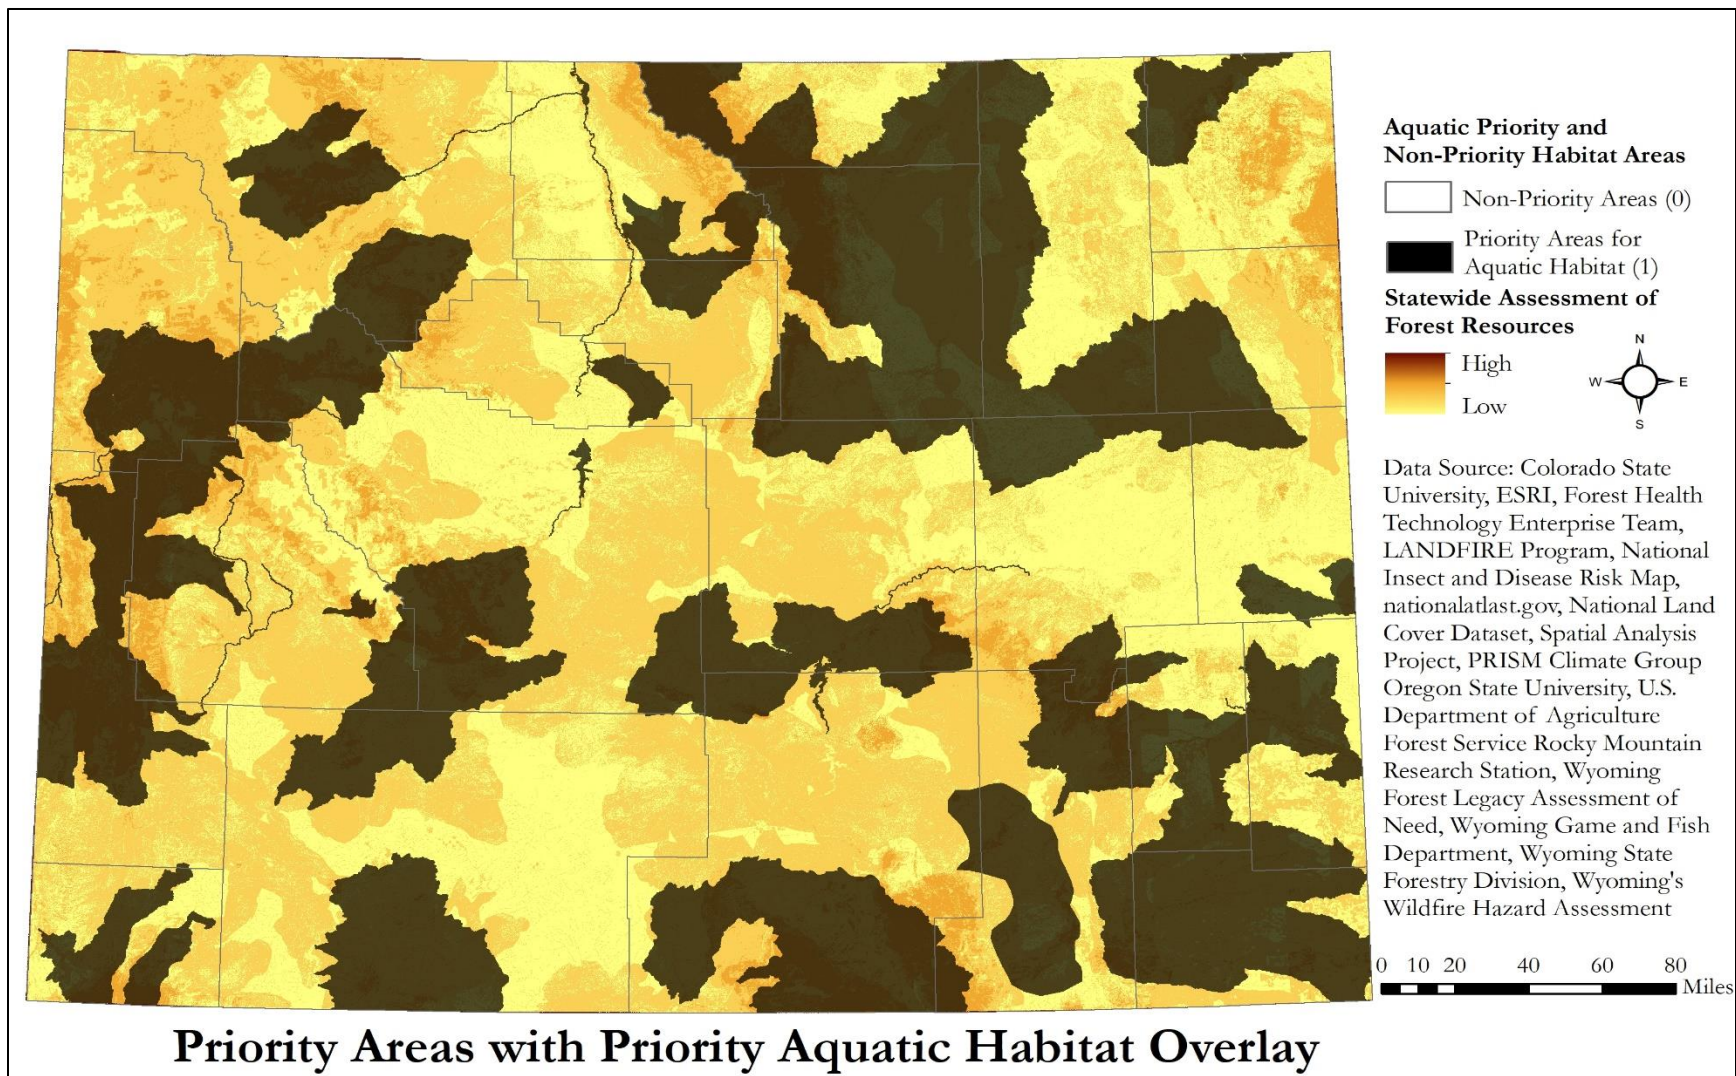 Aquatic Priority and
Non-Priority Habitat Areas
Non-Priority Areas (0)
Priority Areas for
Aquatic Habitat (1)
Statewide Assessment of
Forest Resources
High
Low
N
W E
S
Data Source: Colorado State
University, ESRI, Forest Health
Technology Enterprise Team,
LANDFIRE Program, National
Insect and Disease Risk Map,
nationalatlast.gov, National Land
Cover Dataset, Spatial Analysis
Project, PRISM Climate Group
Oregon State University, U.S.
Department of Agriculture
Forest Service Rocky Mountain
Research Station, Wyoming
Forest Legacy Assessment of
Need, Wyoming Game and Fish
Department, Wyoming State
Forestry Division, Wyoming's
Wildfire Hazard Assessment
0 10 20 40 60 80
Miles
Priority Areas with Priority Aquatic Habitat Overlay